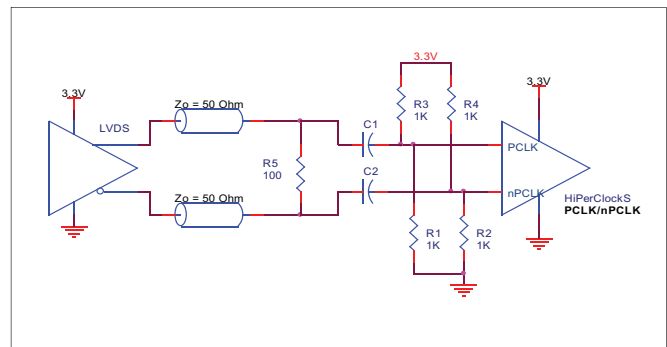 3.3V
3.3V
3.3V
Zo = 50 Ohm
LVDS
R3
1K
R4
1K
C1
PCLK
R5
100
C2
nPCLK
Zo = 50 Ohm
HiPerClockS
PCLK/nPCLK
R1
1K
R2
1K